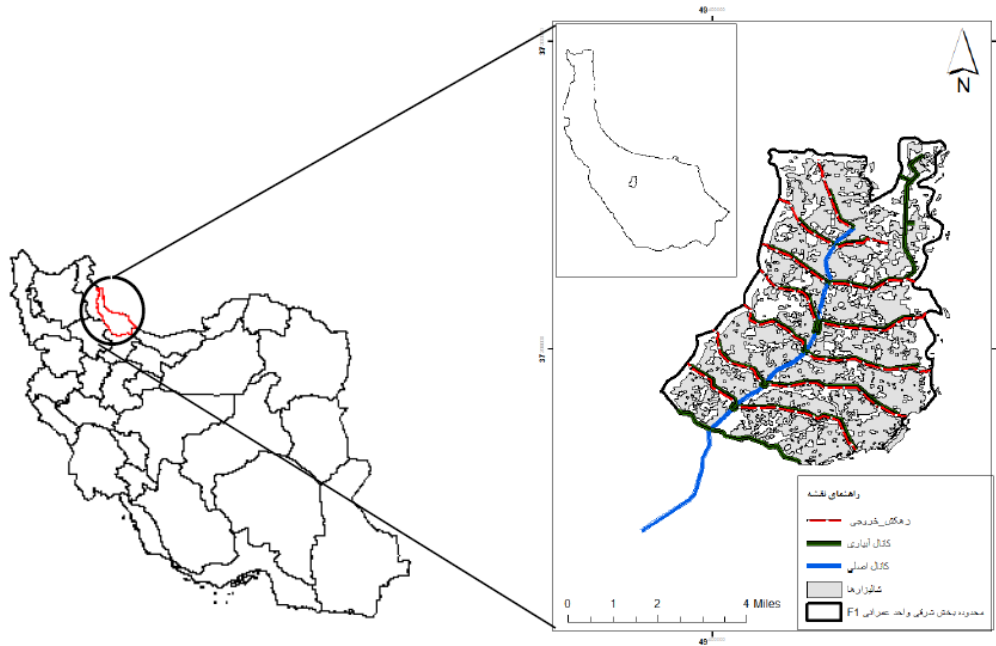 49
37
N
37
راهنمای نقشه
زهکش_خروجی
کانال آبیاری
کانال اصلی
شالیزارها
محدوده بخش شرقی واحد عمرانی F1
0 1 2 4 Miles
49